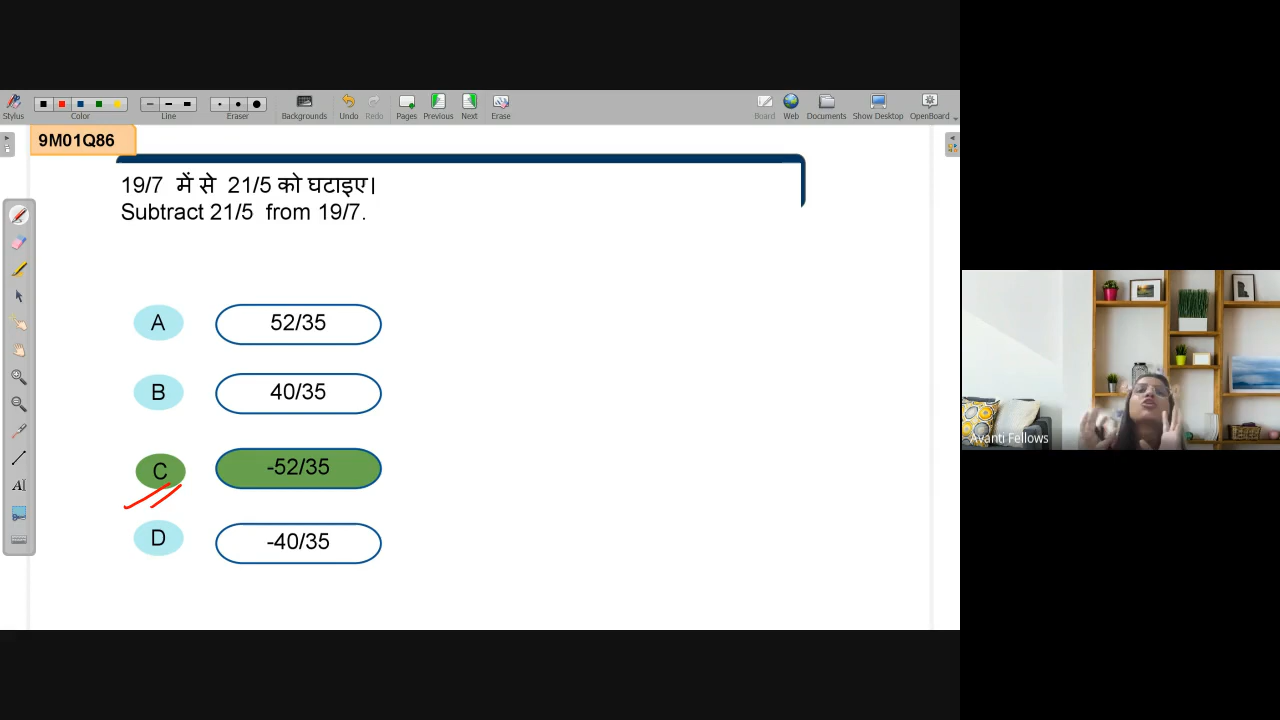 Stylus
Color
Line
Eraser
Backgrounds
Undo
Redo
Pages
Previous
Next
Erase
Board
Web
Documents
Show Desktop
OpenBoard
9M01Q86
19/7 में से 21/5 को घटाइए।
Subtract 21/5 from 19/7.
A 52/35
B 40/35
C -52/35
D -40/35
AI
Avanti Fellows